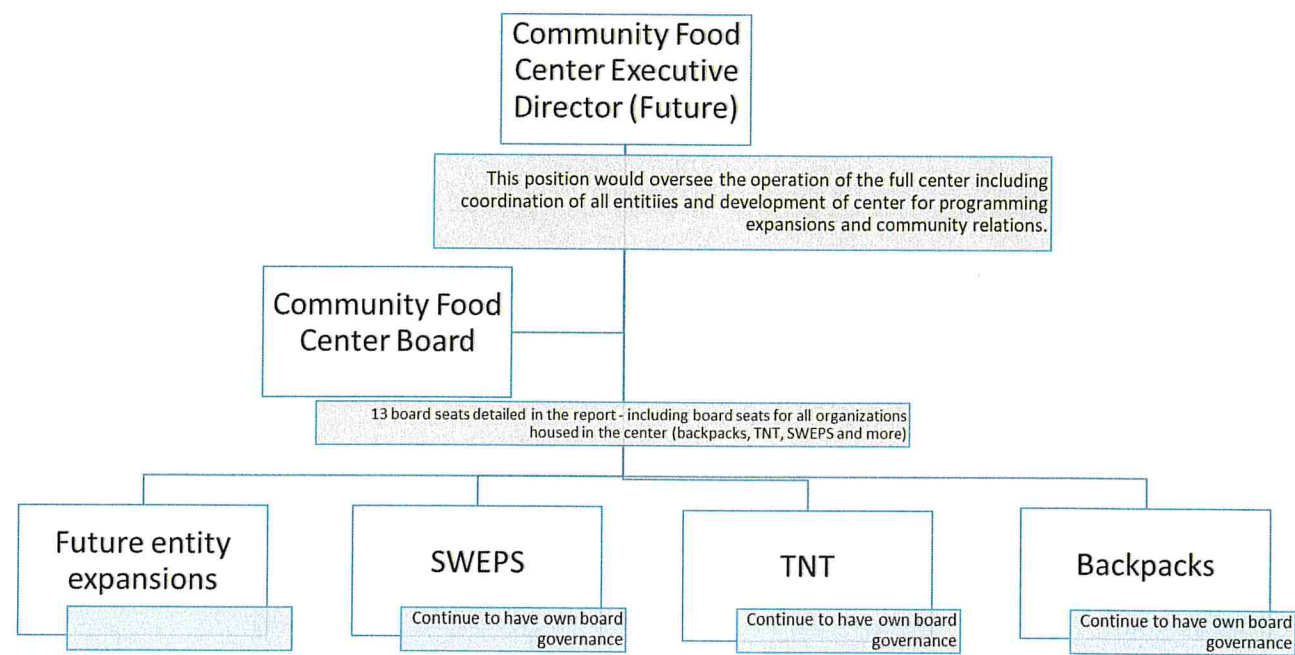 Community Food
Center Executive
Director (Future)
This position would oversee the operation of the full center including
coordination of all entitiies and development of center for programming
expansions and community relations.
Community Food
Center Board
13 board seats detailed in the report - including board seats for all organizations
housed in the center (backpacks, TNT, SWEPS and more)
Future entity
expansions
SWEPS
Continue to have own board
governance
TNT
Continue to have own board
governance
Backpacks
Continue to have own board
governance